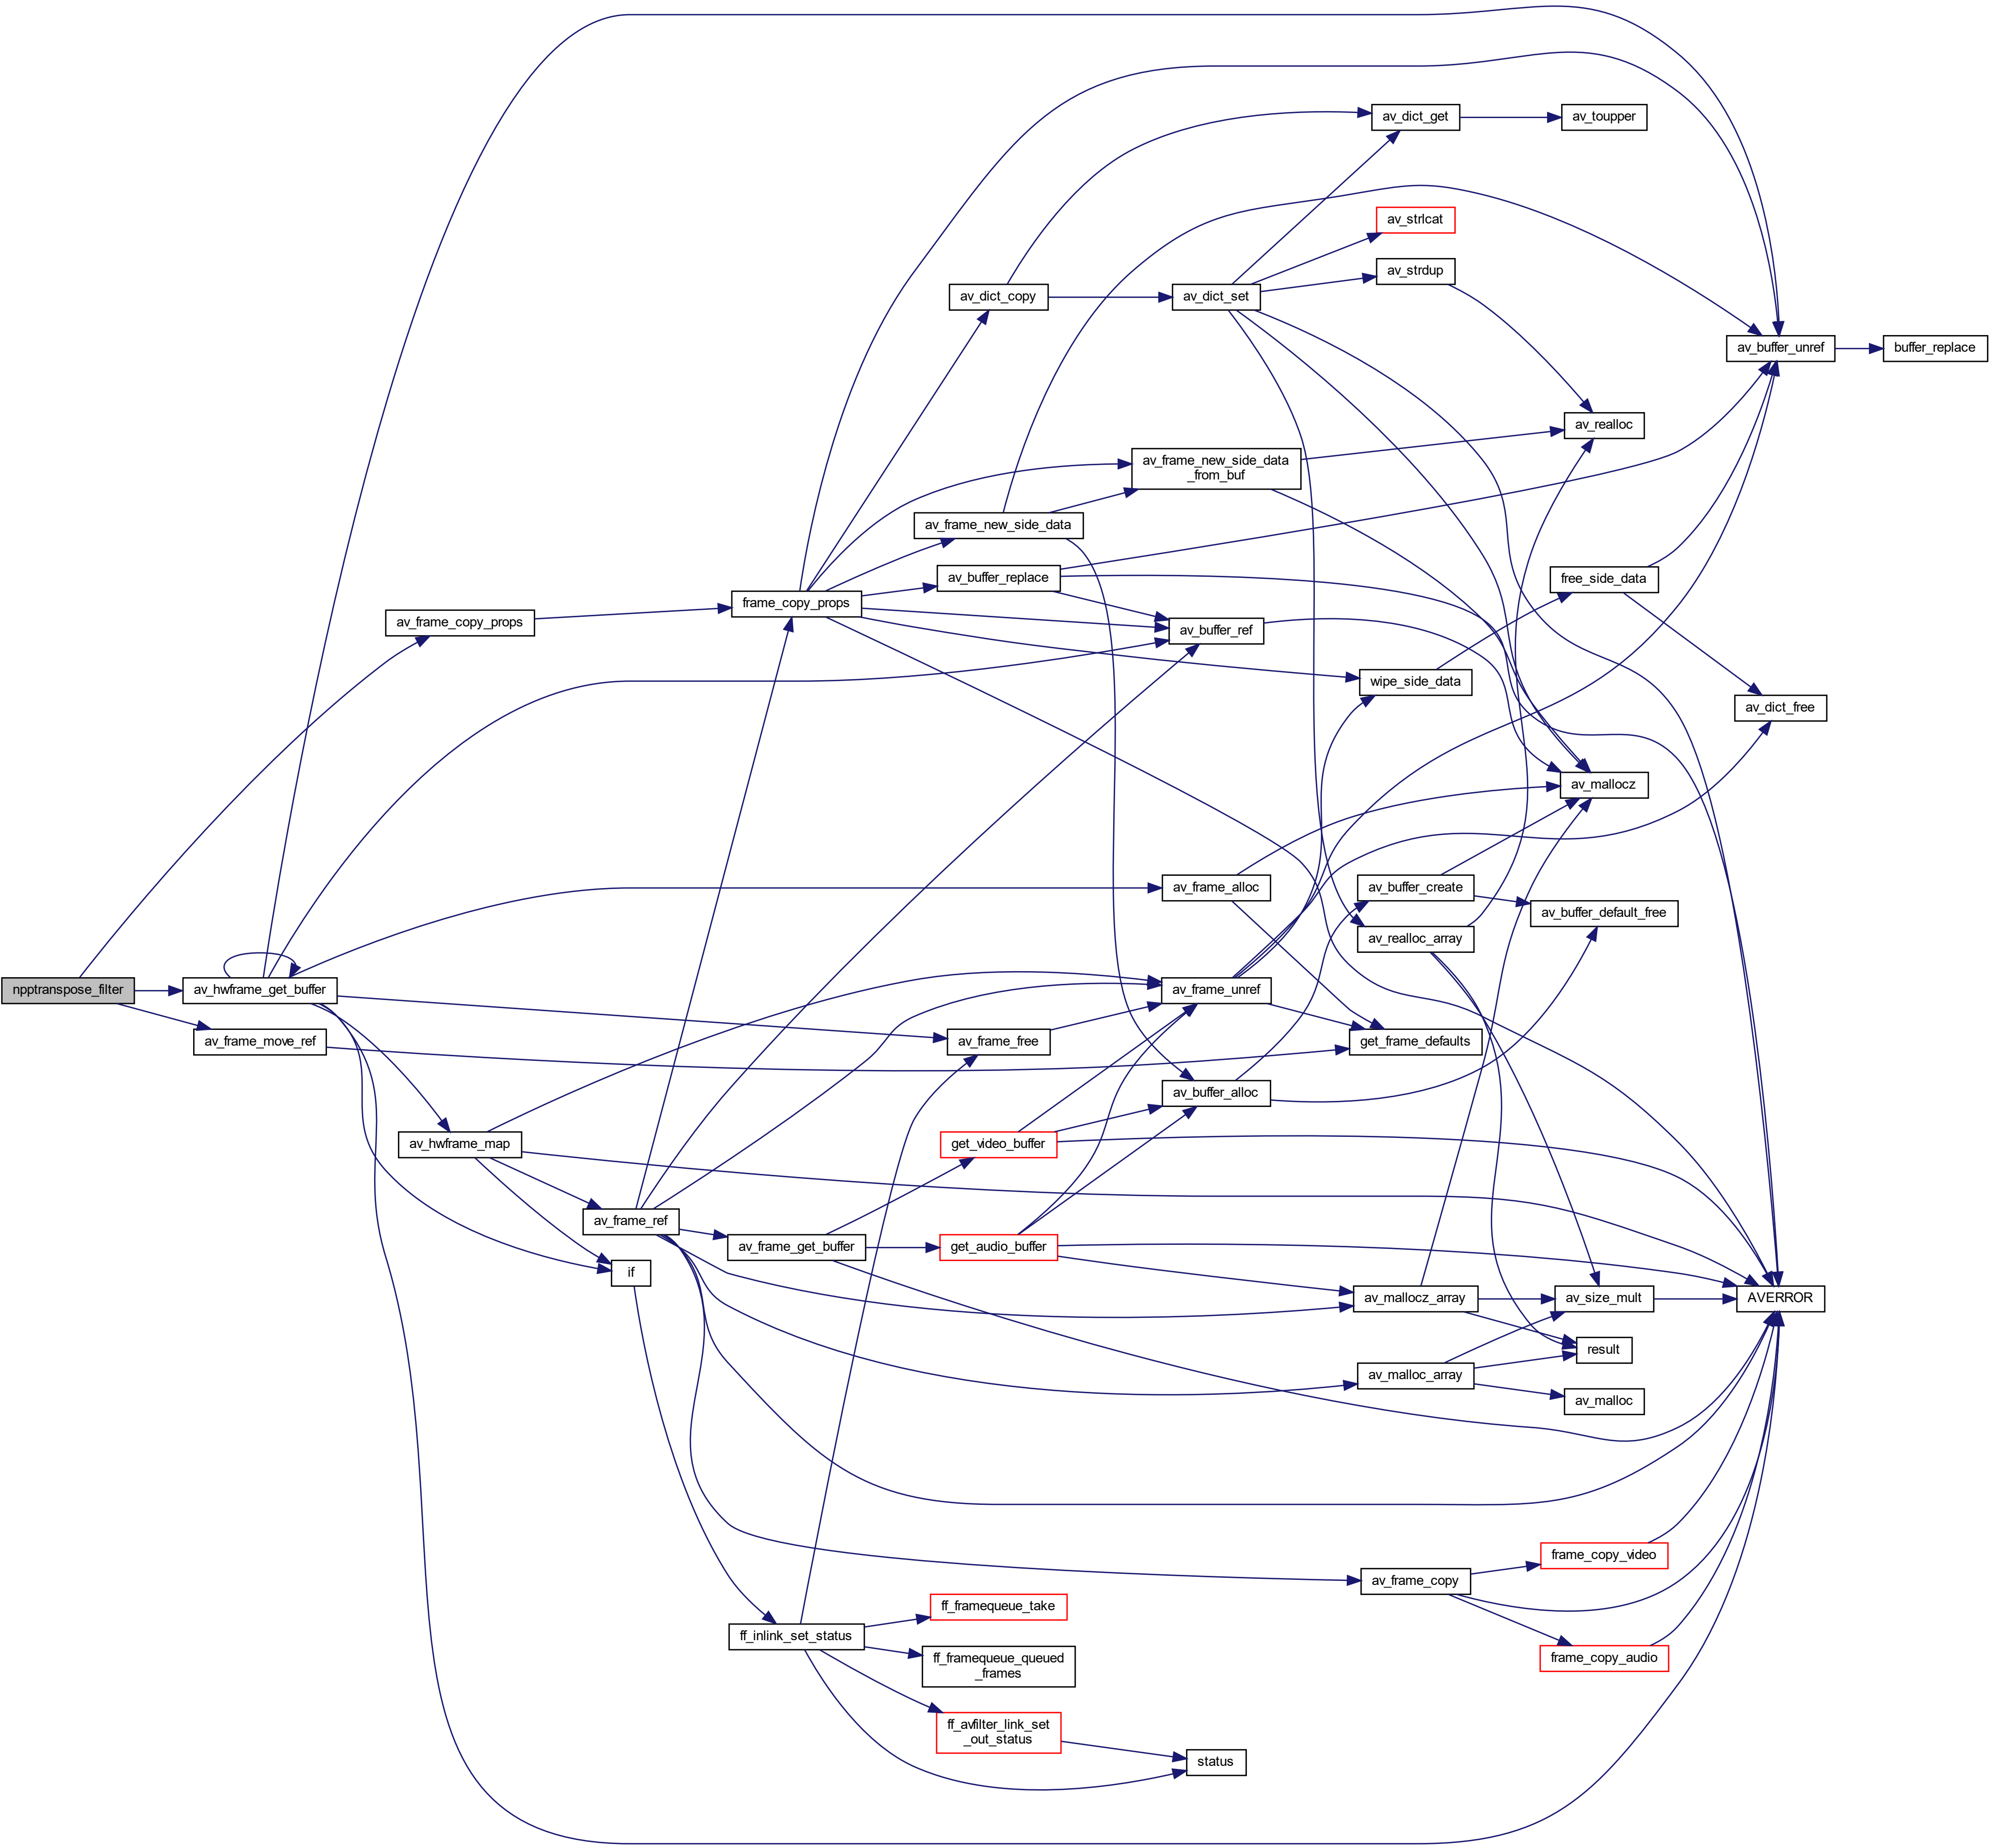 npptranspose_filter
av_frame_copy_props
av_hwframe_get_buffer
av_frame_move_ref
av_hwframe_map
av_frame_ref
if
frame_copy_props
av_frame_get_buffer
ff_inlink_set_status
av_dict_copy
av_frame_new_side_data
av_buffer_replace
av_frame_free
get_video_buffer
get_audio_buffer
ff_framequeue_take
ff_framequeue_queued
_frames
ff_avfilter_link_set
_out_status
av_dict_set
av_frame_new_side_data
_from_buf
av_buffer_ref
av_frame_alloc
av_frame_unref
av_buffer_alloc
status
av_dict_get
av_strlcat
av_strdup
wipe_side_data
av_buffer_create
av_realloc_array
get_frame_defaults
av_mallocz_array
av_malloc_array
av_frame_copy
av_toupper
av_realloc
free_side_data
av_mallocz
av_buffer_default_free
av_size_mult
result
av_malloc
frame_copy_video
frame_copy_audio
av_buffer_unref
av_dict_free
AVERROR
buffer_replace